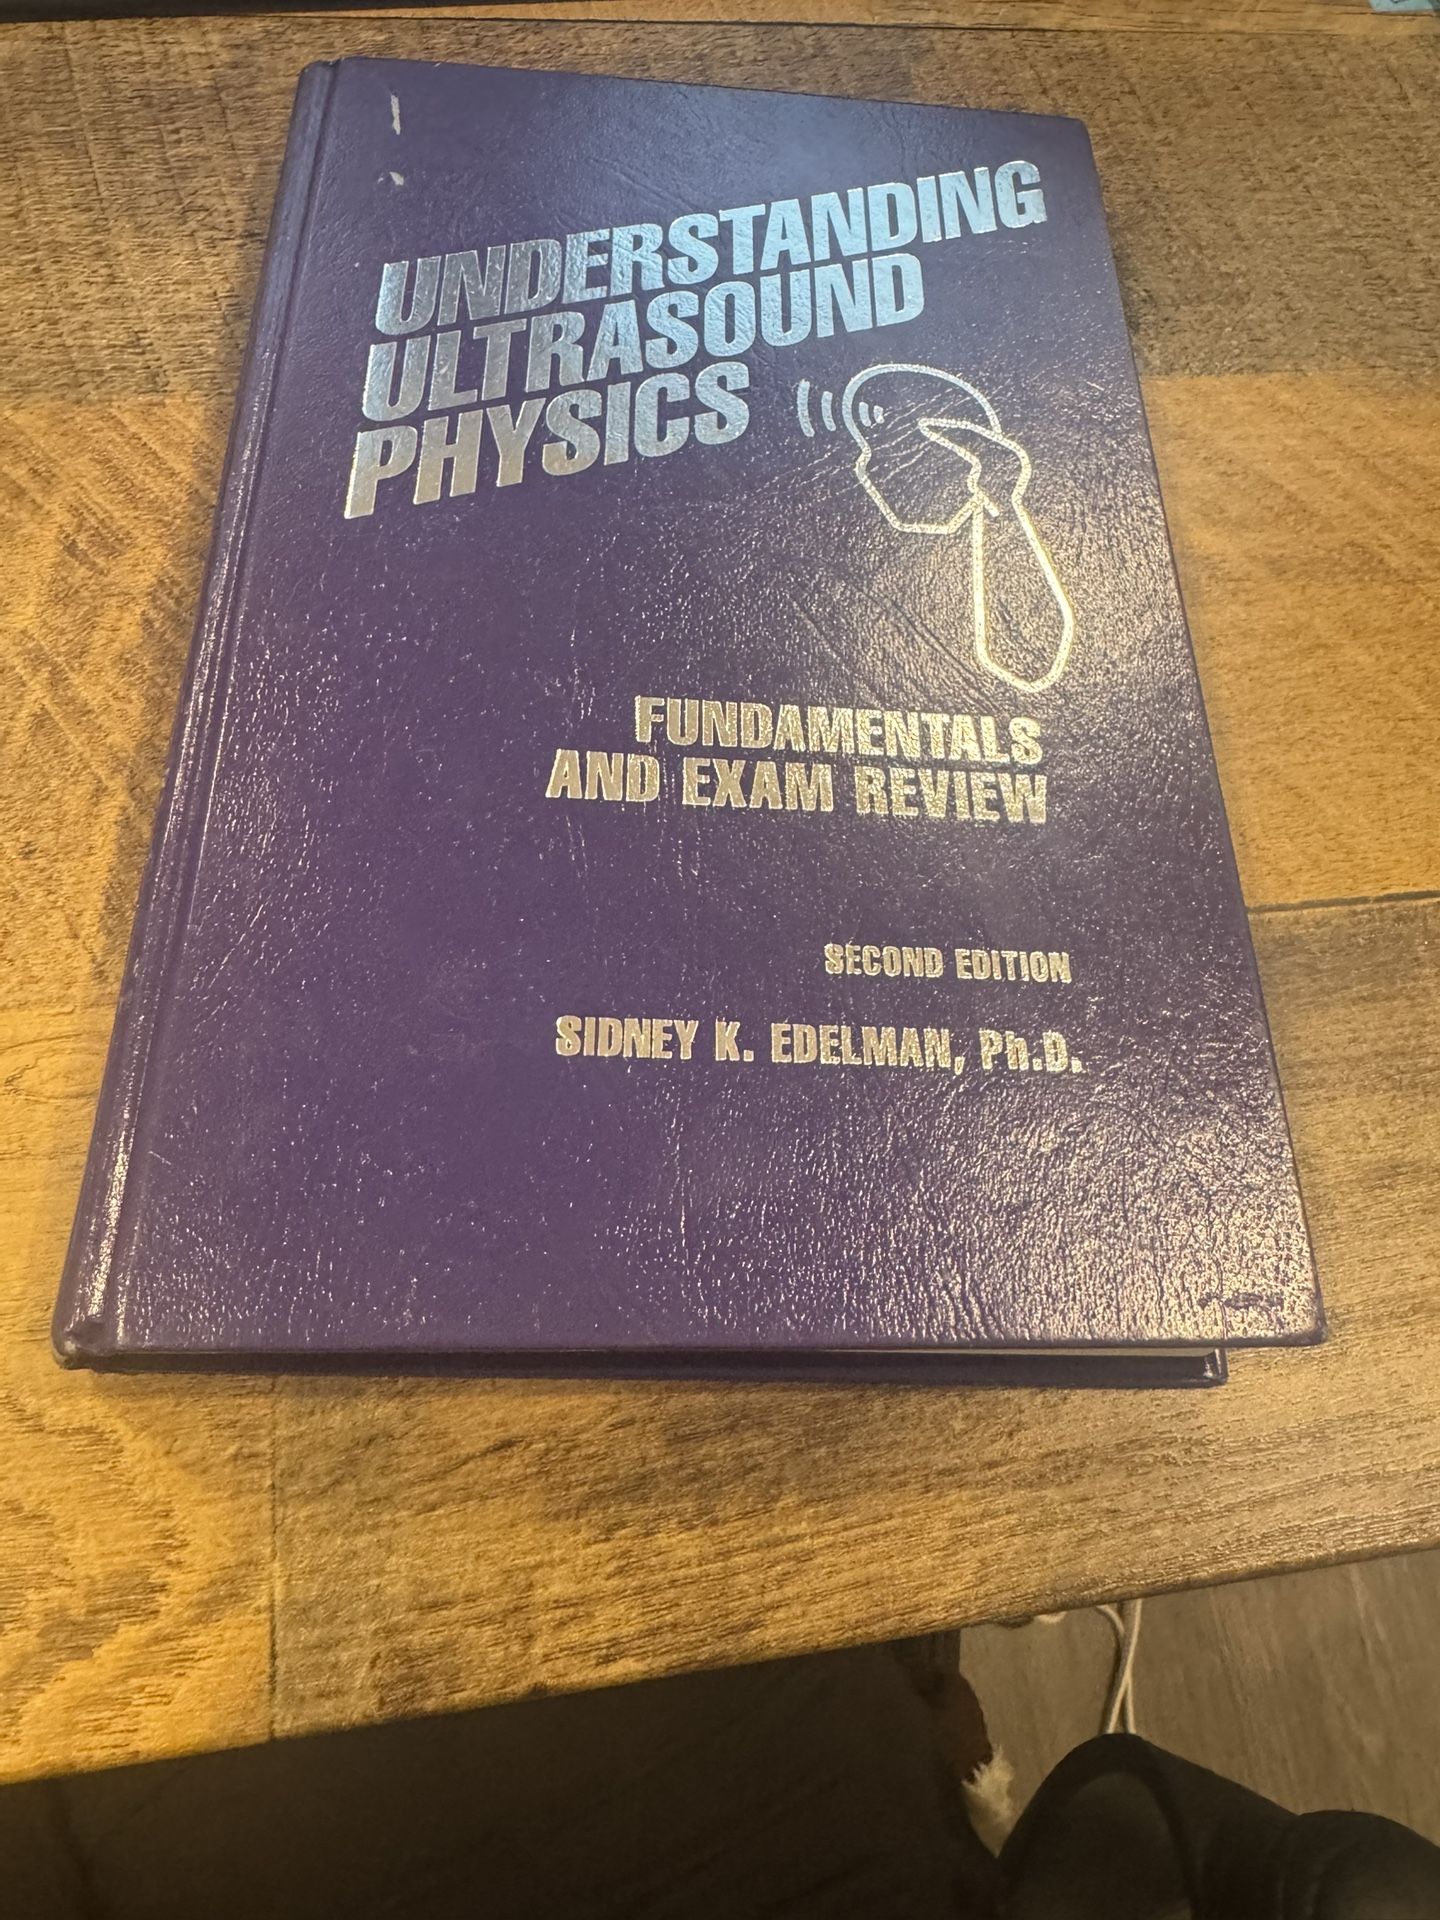 UNDERSTANDING
ULTRASOUND
PHYSICS
FUNDAMENTALS
AND EXAM REVIEW
SECOND EDITION
SIDNEY K. EDELMAN, Ph.D.